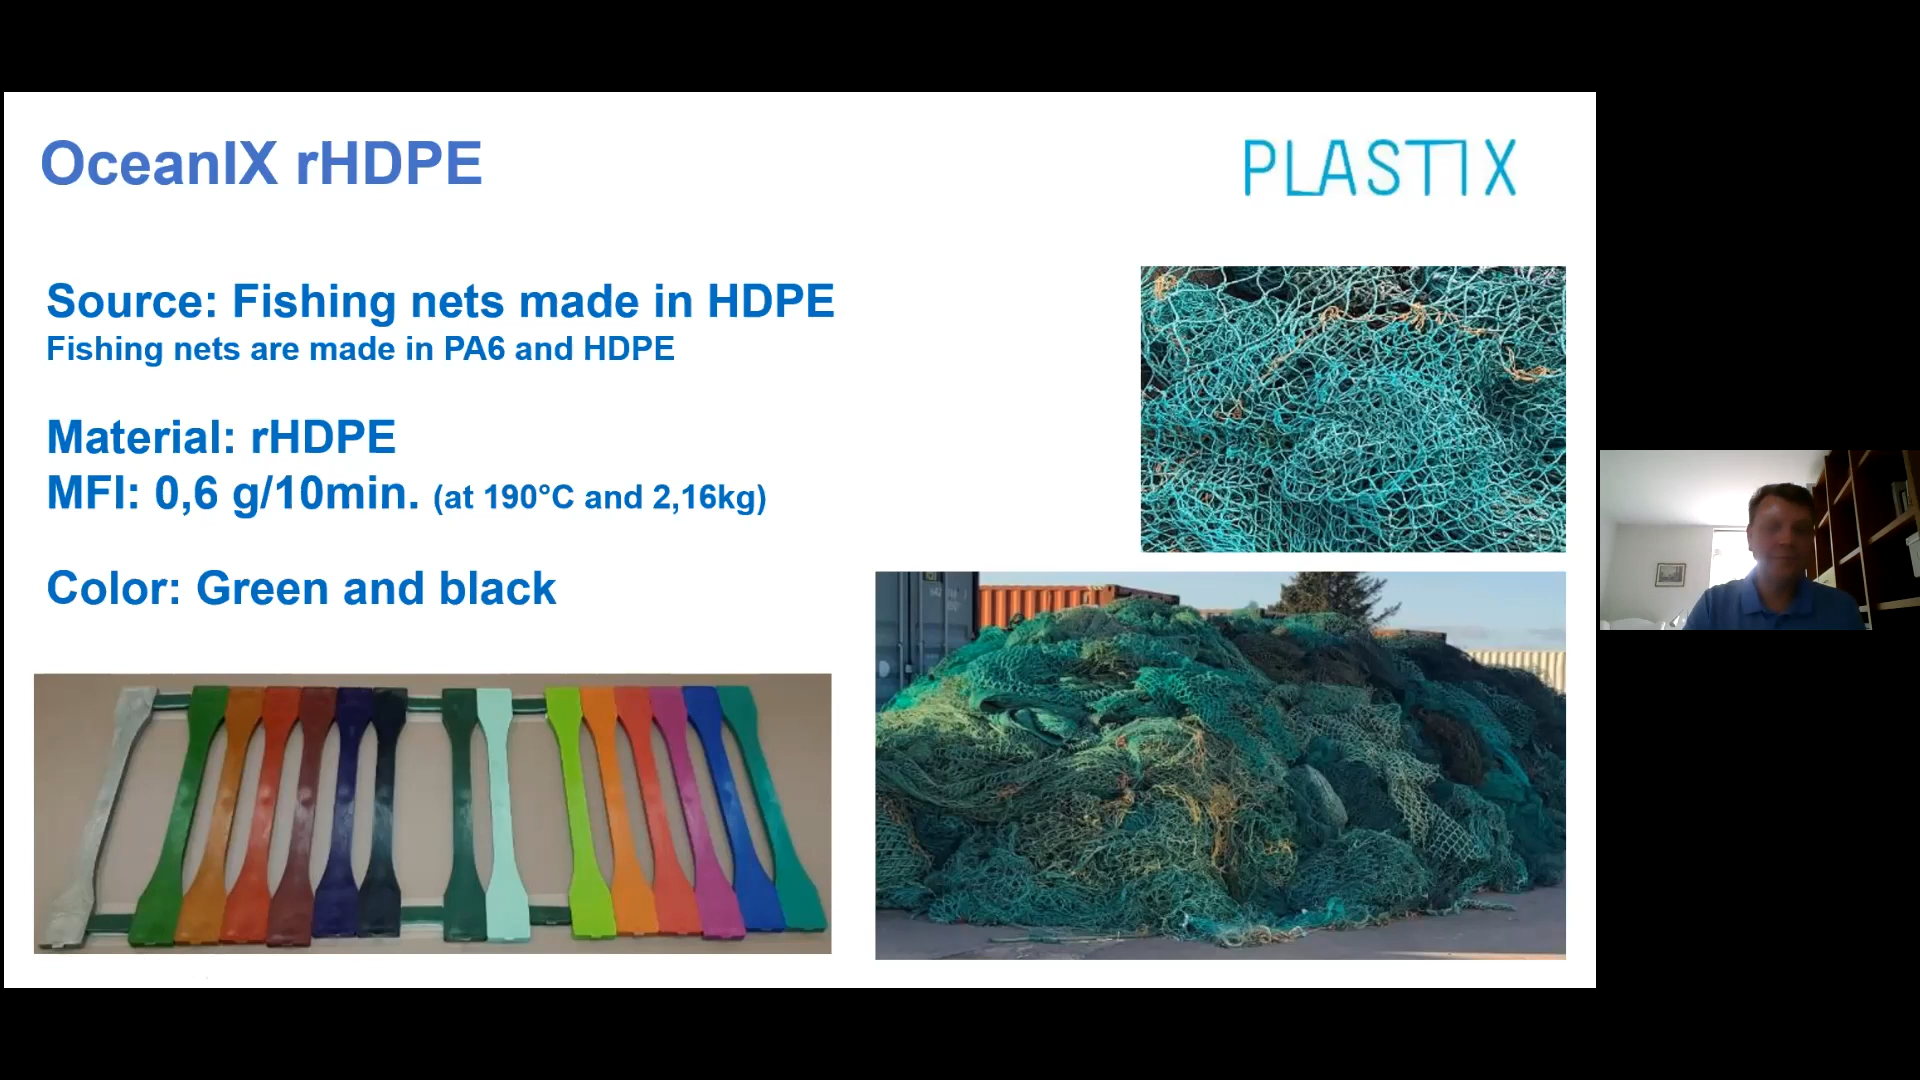 OceanIX rHDPE
PLASTIX
Source: Fishing nets made in HDPE
Fishing nets are made in PA6 and HDPE
Material: rHDPE
MFI: 0,6 g/10min. (at 190°C and 2,16kg)
Color: Green and black